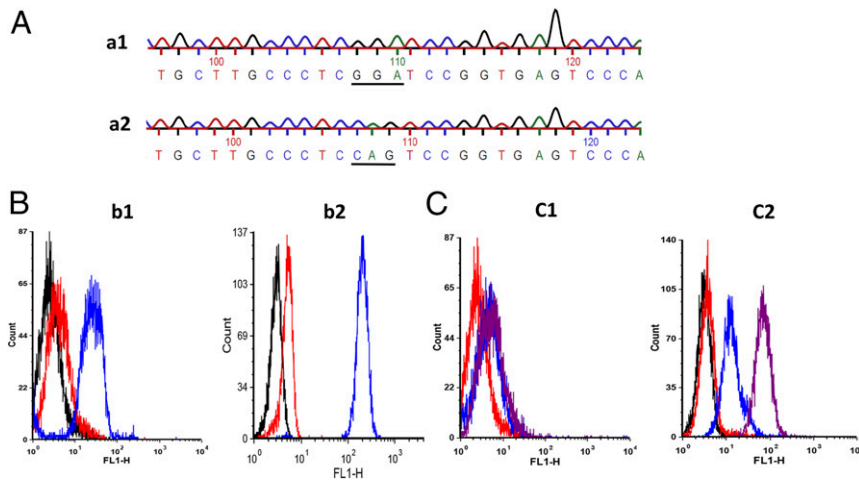 A
a1
100 110 120
T G C T T G C C C T C G G A T C C G G T G A G T C C C A
a2
100 110 120
T G C T T G C C C T C C A G T C C G G T G A G T C C C A
B
b1
87
65
44
22
0
Count
10⁰ 10¹ 10² 10³ 10⁴
FL1-H
b2
137
103
69
34
0
Count
10⁰ 10¹ 10² 10³
FL1-H
C
C1
87
65
44
22
0
Count
10⁰ 10¹ 10² 10³ 10⁴
FL1-H
C2
140
105
70
35
0
Count
10⁰ 10¹ 10² 10³ 10⁴
FL1-H